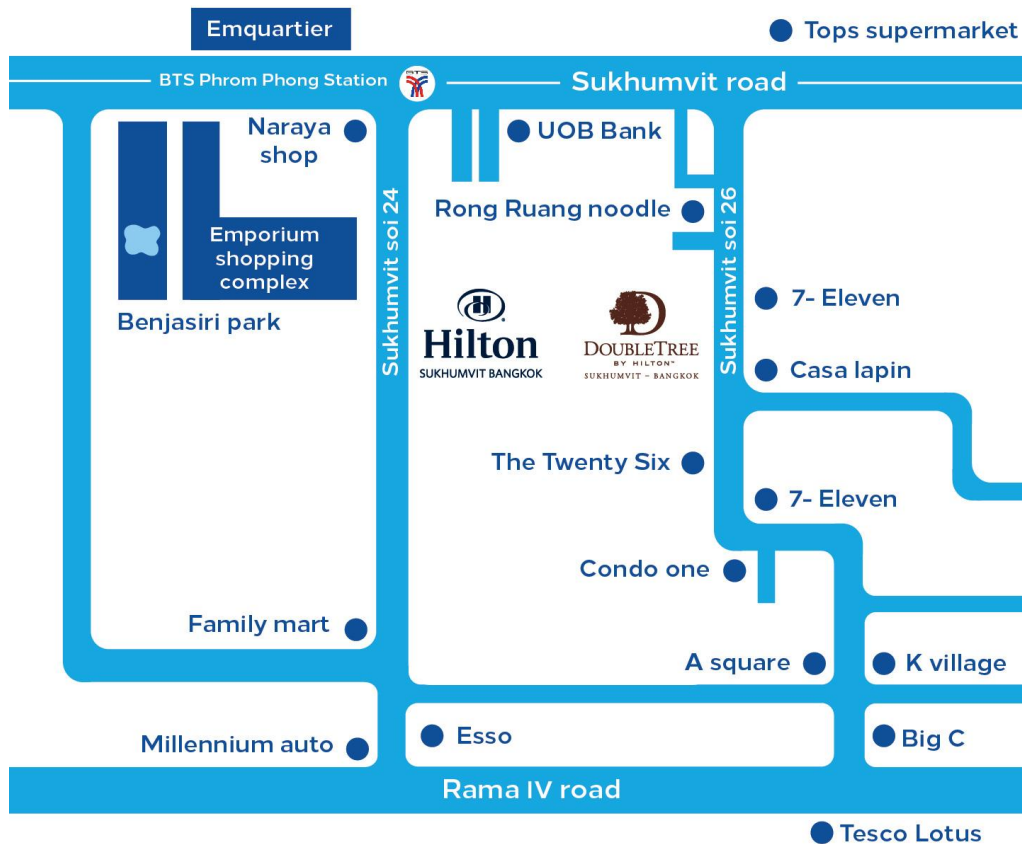 Emquartier
Tops supermarket
BTS Phrom Phong Station
BTS
Sukhumvit road
Naraya
shop
UOB Bank
Rong Ruang noodle
Sukhumvit soi 24
Sukhumvit soi 26
Emporium
shopping
complex
Benjasiri park
7- Eleven
H
Hilton
SUKHUMVIT BANGKOK
D
DOUBLETREE
BY HILTON™
SUKHUMVIT – BANGKOK
Casa lapin
The Twenty Six
7- Eleven
Condo one
Family mart
A square
K village
Millennium auto
Esso
Big C
Rama IV road
Tesco Lotus